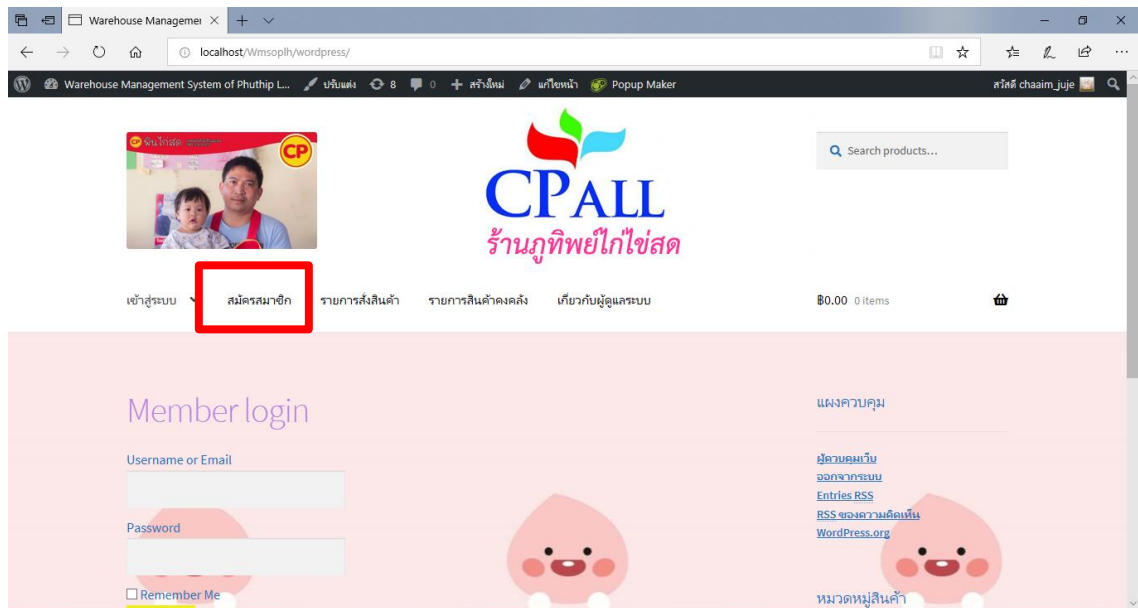 Warehouse Managemer
localhost/Wmsoplh/wordpress/
Warehouse Management System of Phuthip L... ปรับแต่ง 8 0 สร้างใหม่ แก้ไขหน้า Popup Maker สวัสดี chaaim_juje
CP
CP
CPALL
ร้านภูทิพย์ไก่ไข่สด
Search products...
เข้าสู่ระบบ สมัครสมาชิก รายการสั่งสินค้า รายการสินค้าคงคลัง เกี่ยวกับผู้ดูแลระบบ ฿0.00 0 items
Member login
Username or Email
Password
Remember Me
แผงควบคุม
ผู้ควบคุมเว็บ
ออกจากระบบ
Entries RSS
RSS ของความคิดเห็น
WordPress.org
หมวดหมู่สินค้า